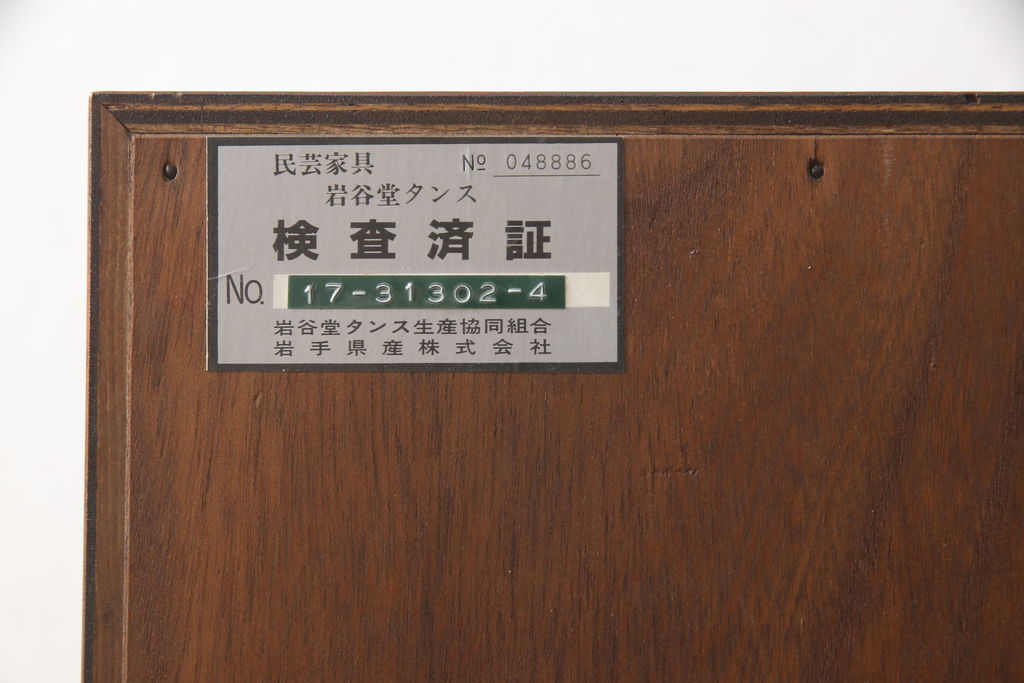 民芸家具 № 048886
岩谷堂タンス
検査済証
No. 17-31302-4
岩谷堂タンス生産協同組合
岩手県産株式会社